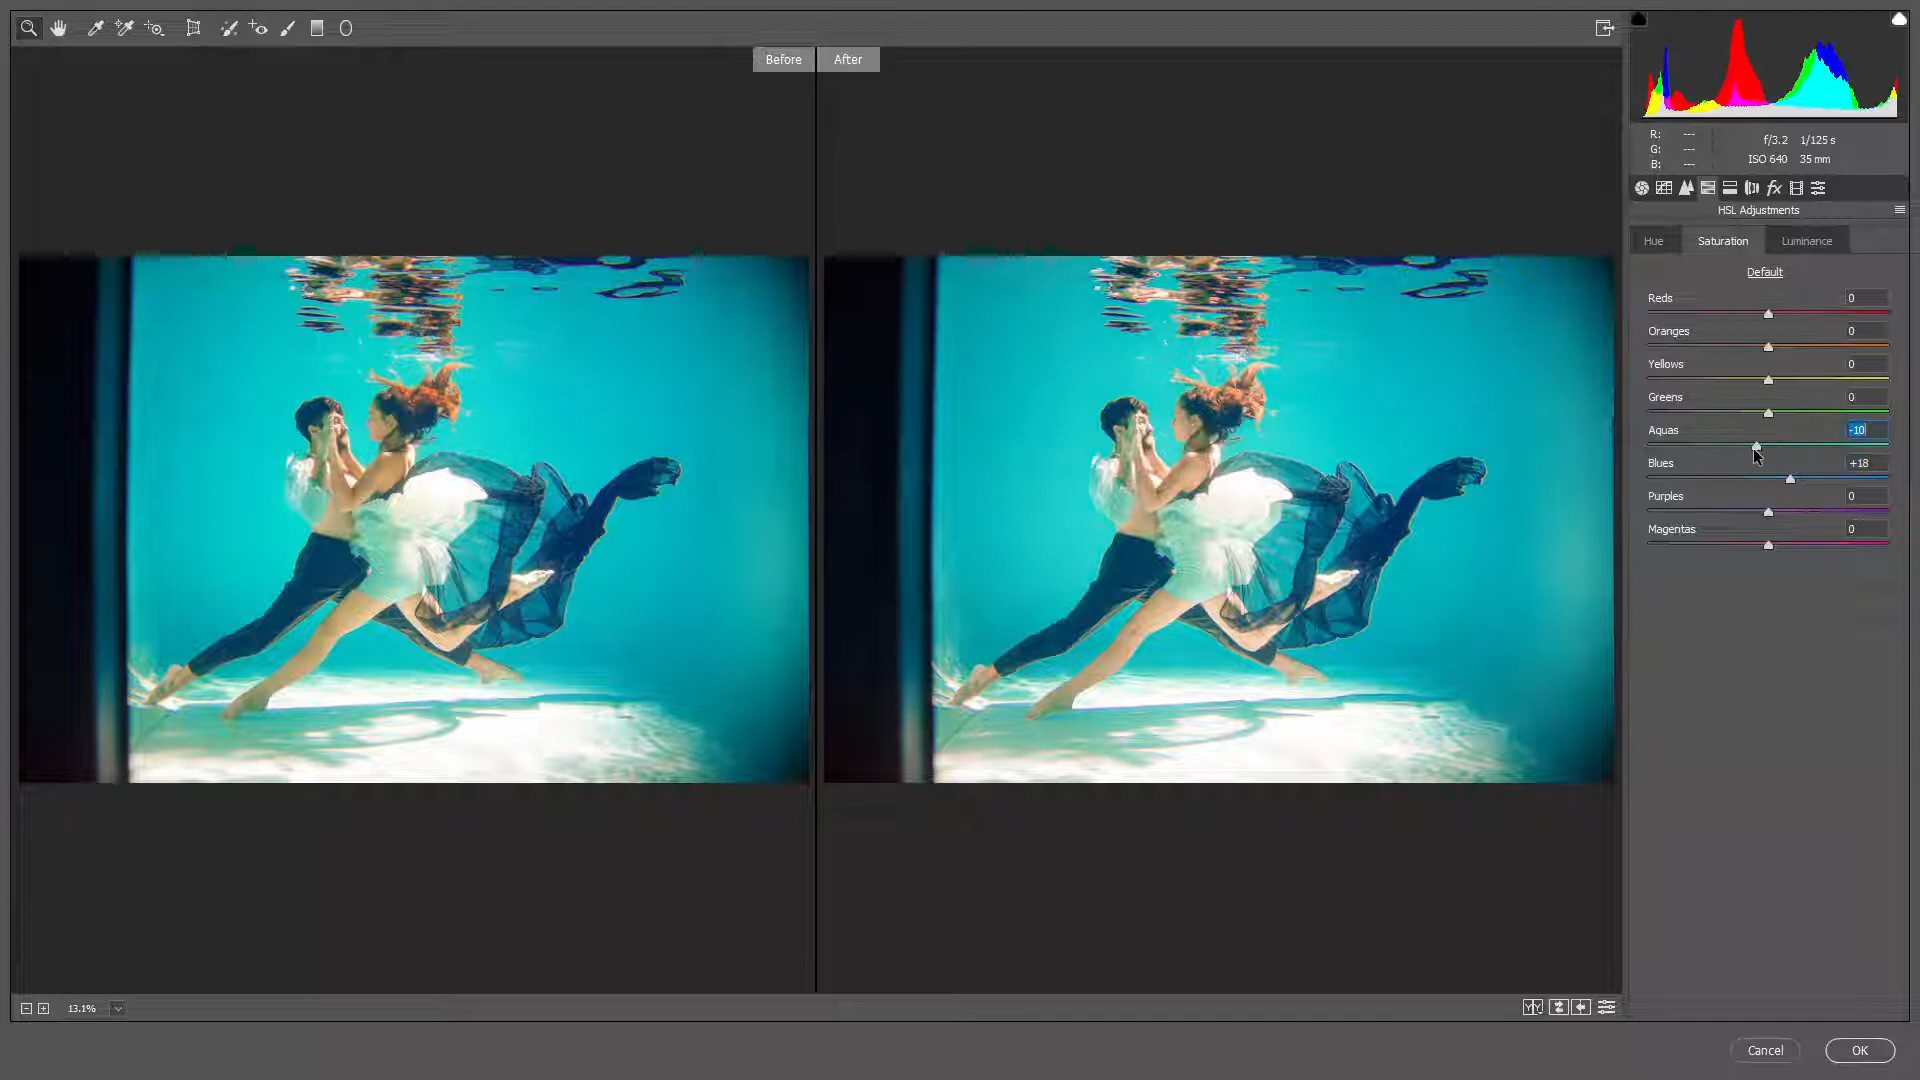 Before
After
R: ---
G: ---
B: ---
f/3.2 1/125 s
ISO 640 35 mm
fx
HSL Adjustments
Hue
Saturation
Luminance
Default
Reds 0
Oranges 0
Yellows 0
Greens 0
Aquas -10
Blues +18
Purples 0
Magentas 0
13.1%
Y Y
Cancel
OK